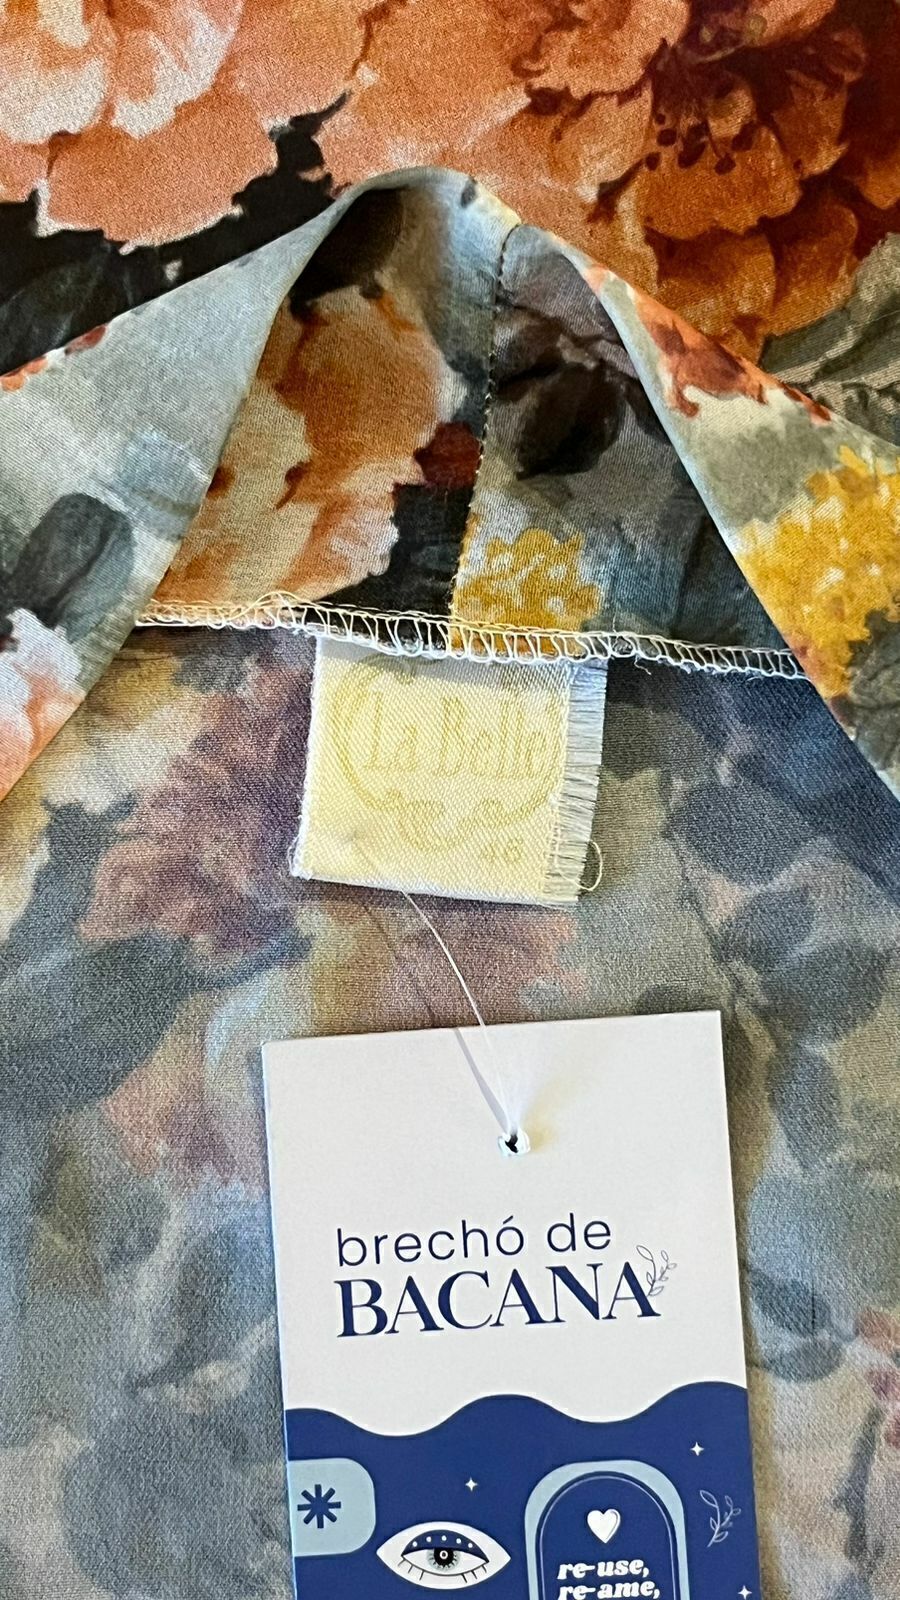 La Belle
46
brechó de
BACANA
re-use,
re-ame,